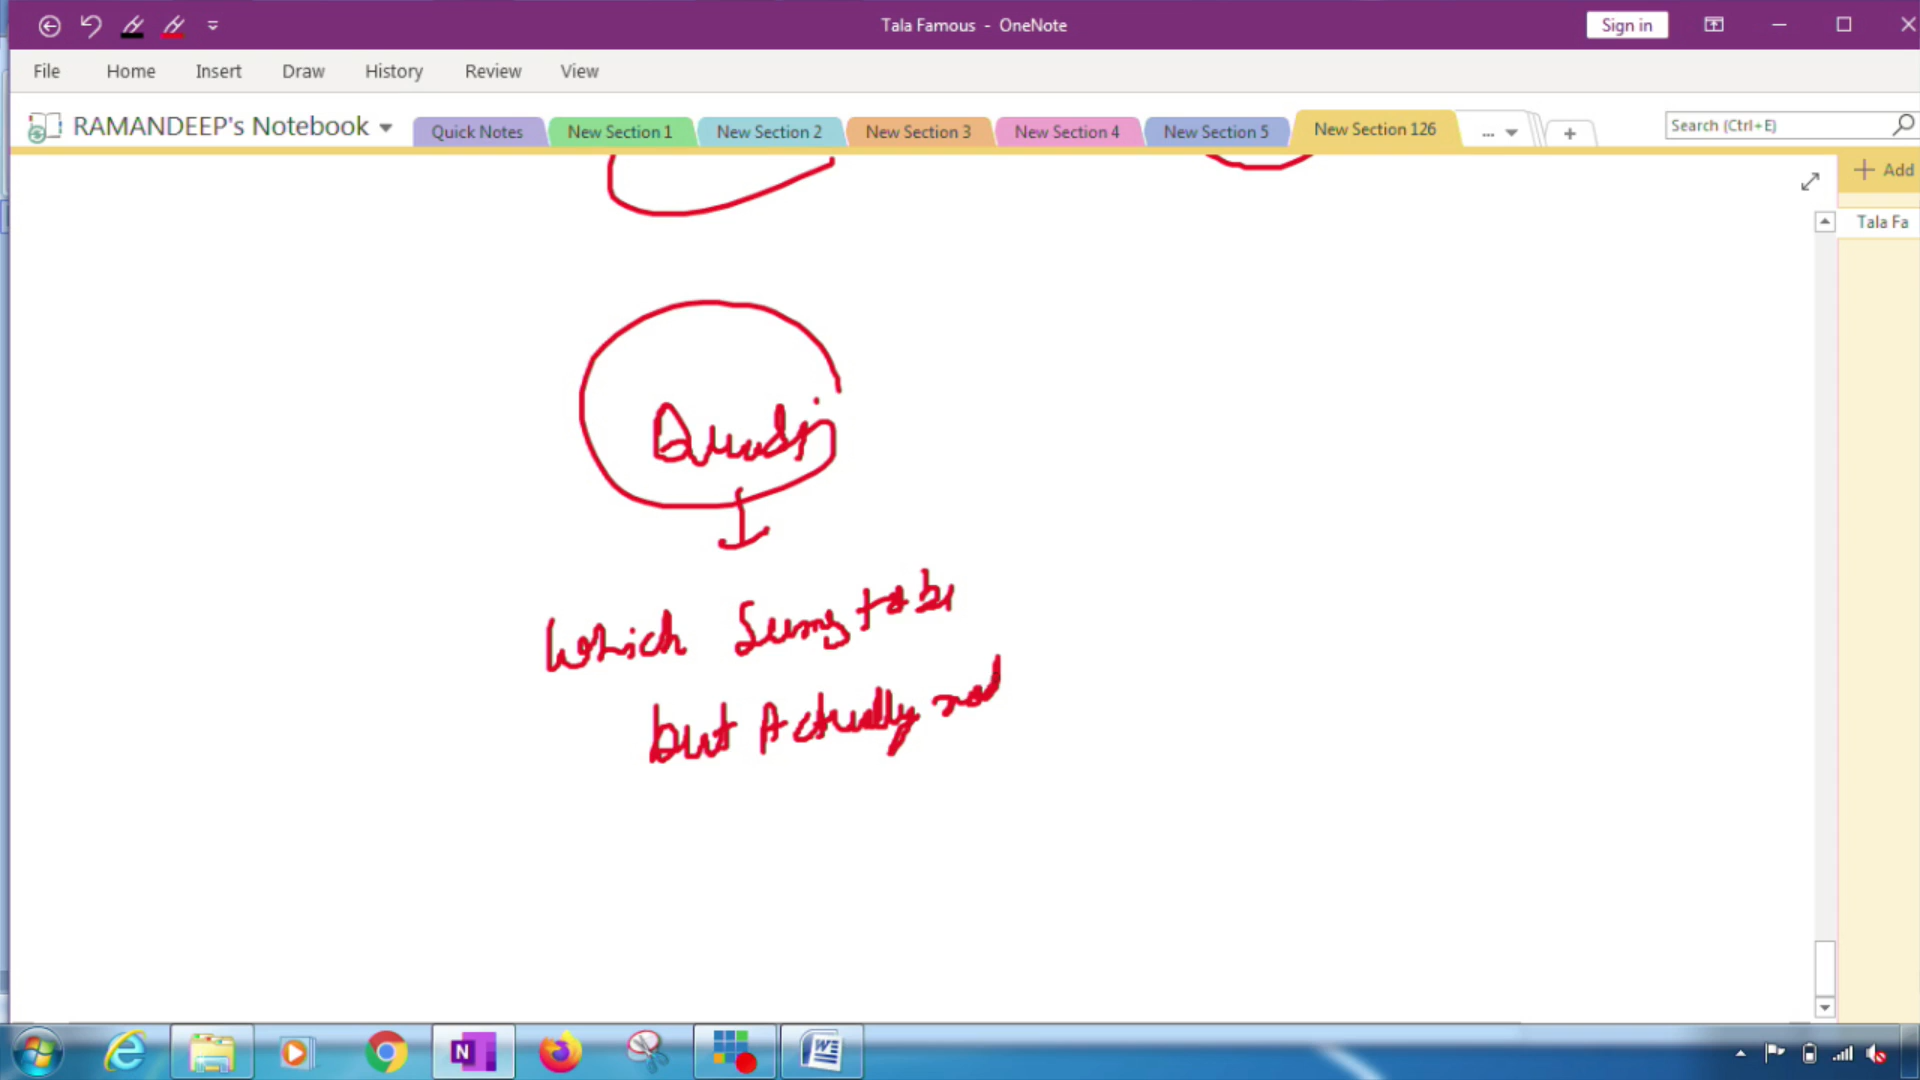 Tala Famous - OneNote
Sign in
File Home Insert Draw History Review View
RAMANDEEP's Notebook
Quick Notes New Section 1 New Section 2 New Section 3 New Section 4 New Section 5 New Section 126 ...
Search (Ctrl+E)
Add
Tala Fa
Quasi
Which Sums to be
but Actually not